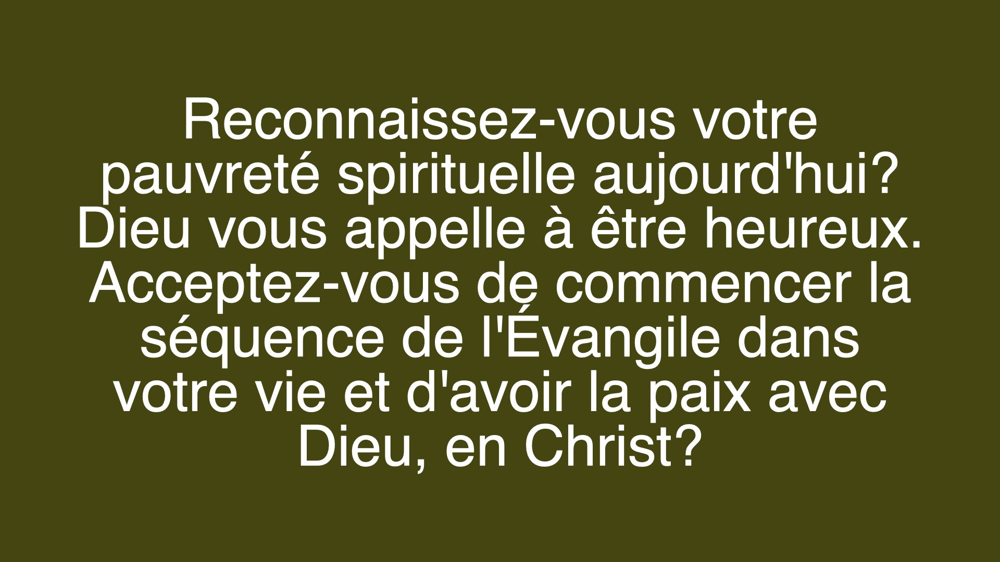 Reconnaissez-vous votre
pauvreté spirituelle aujourd'hui?
Dieu vous appelle à être heureux.
Acceptez-vous de commencer la
séquence de l'Évangile dans
votre vie et d'avoir la paix avec
Dieu, en Christ?